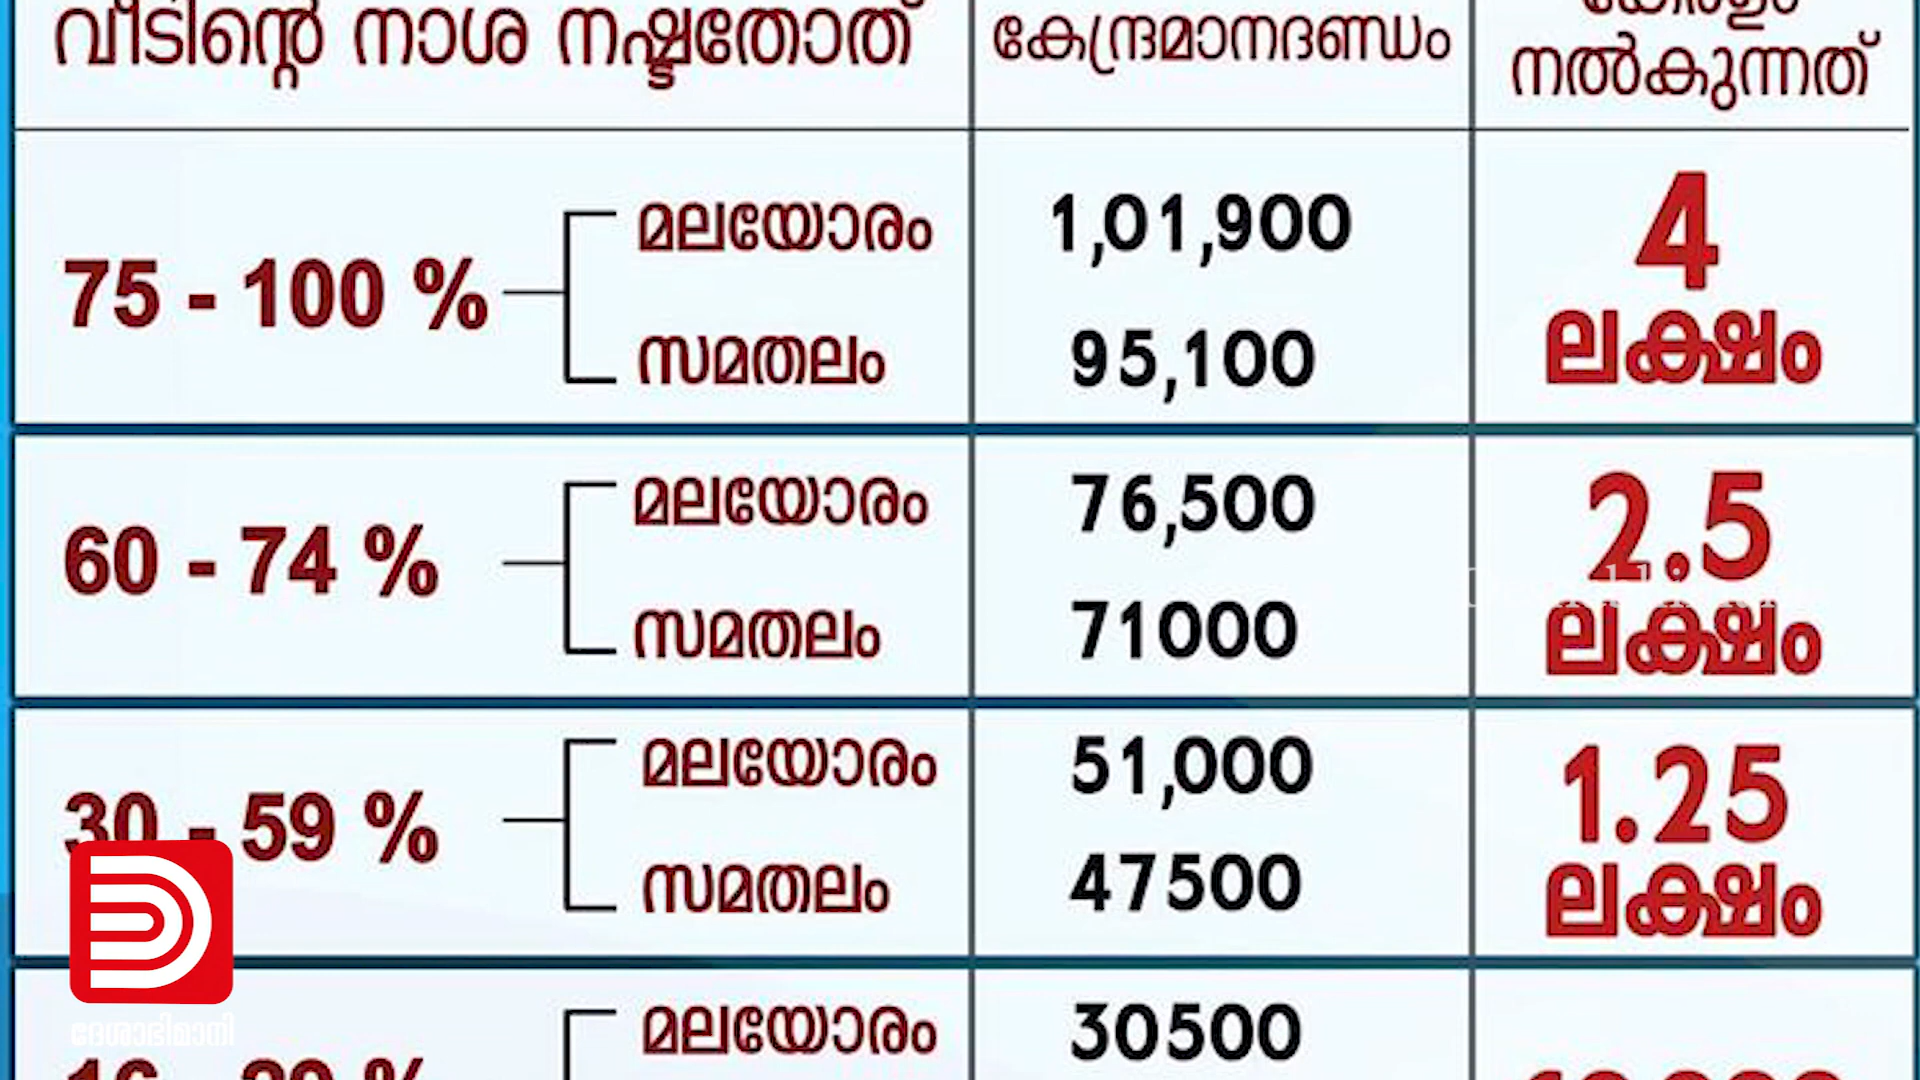 വീടിന്റെ നാശ നഷ്ടതോത്
കേന്ദ്രമാനദണ്ഡം
നൽകുന്നത്
75 - 100 %
മലയോരം
1,01,900
സമതലം
95,100
4
ലക്ഷം
60 - 74 %
മലയോരം
76,500
സമതലം
71000
2.5
ലക്ഷം
30 - 59 %
മലയോരം
51,000
സമതലം
47500
1.25
ലക്ഷം
മലയോരം
30500
ദേശാഭിമാനി